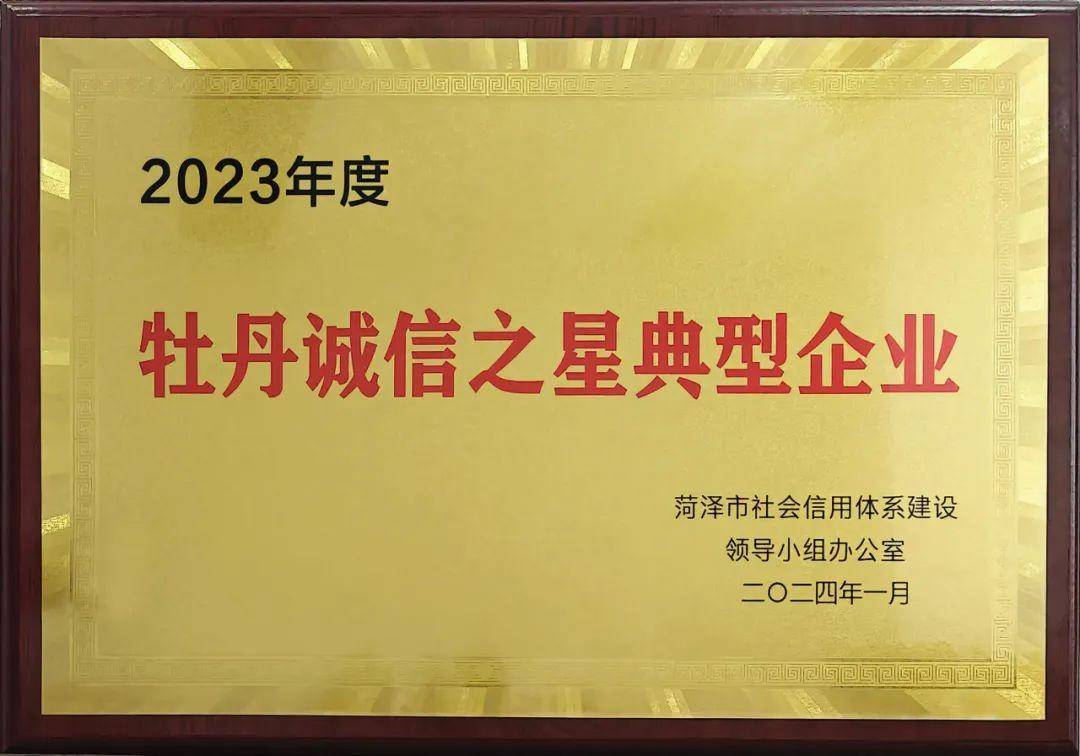 2023年度
牡丹诚信之星典型企业
菏泽市社会信用体系建设
领导小组办公室
二〇二四年一月